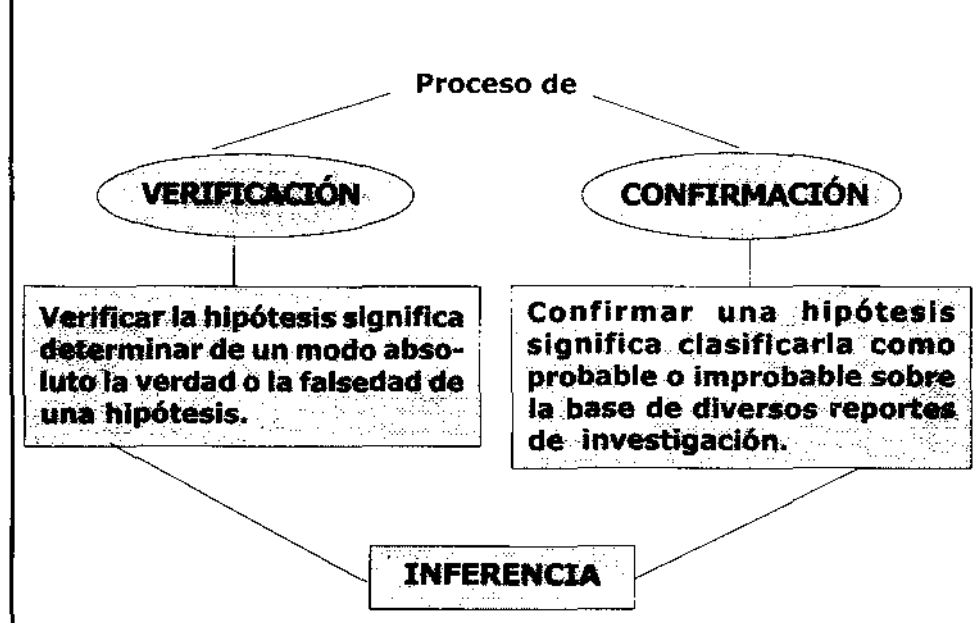 Proceso de
VERIFICACIÓN
CONFIRMACIÓN
Verificar la hipótesis significa
determinar de un modo abso-
luto la verdad o la falsedad de
una hipótesis.
Confirmar una hipótesis
significa clasificarla como
probable o improbable sobre
la base de diversos reportes
de investigación.
INFERENCIA